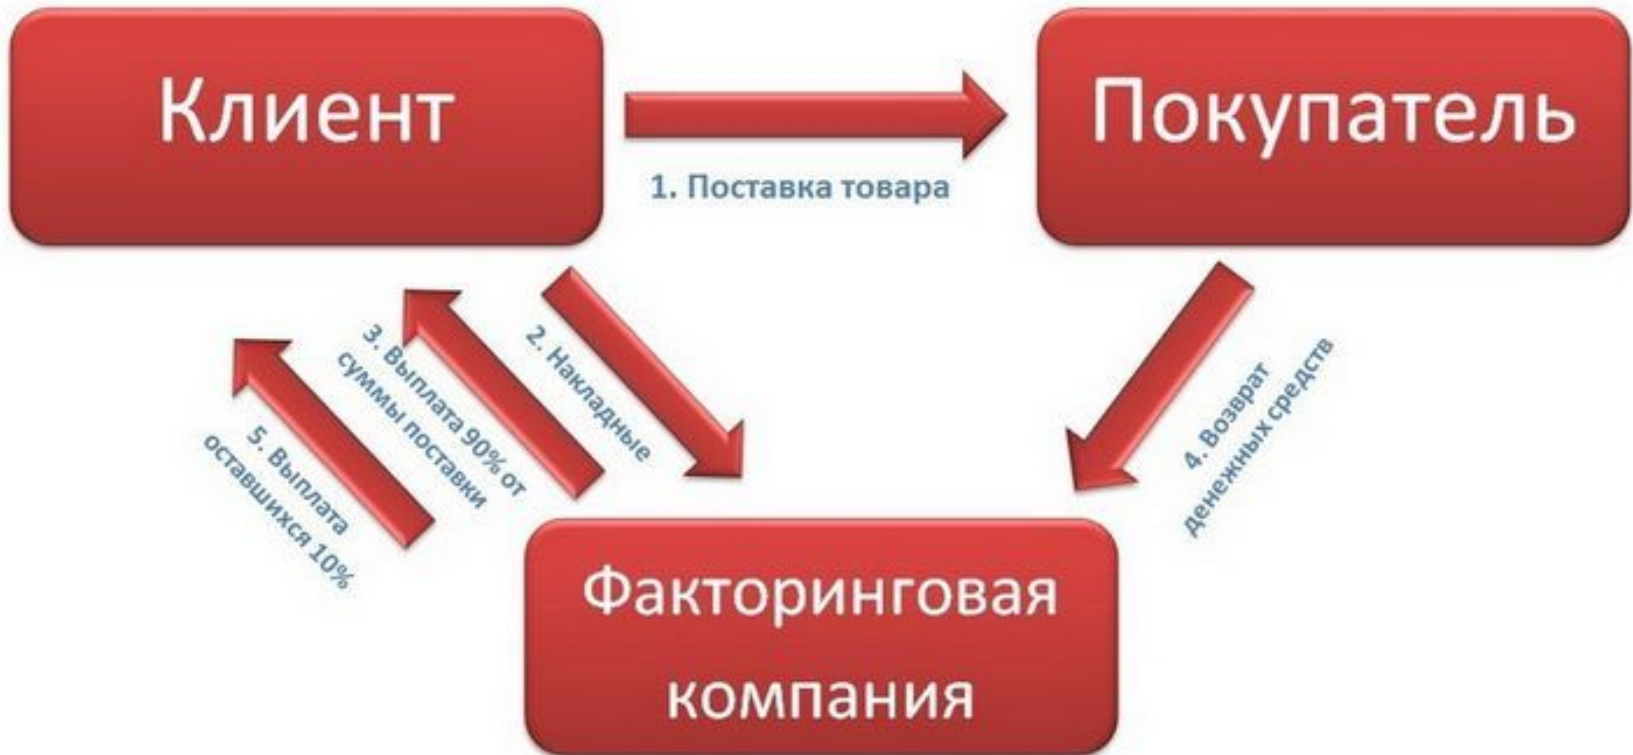 Клиент
Покупатель
1. Поставка товара
2. Накладные
3. Выплата 90% от
суммы поставки
4. Возврат
денежных средств
5. Выплата
оставшихся 10%
Факторинговая
компания